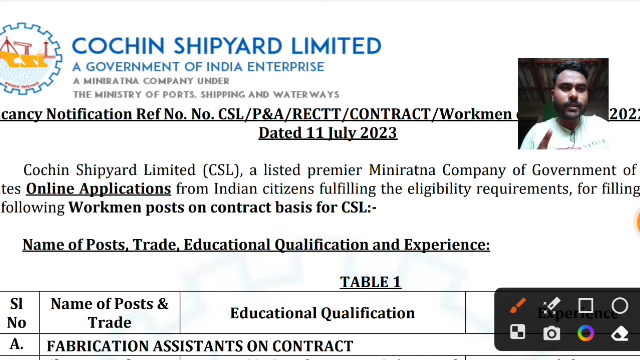 COCHIN SHIPYARD LIMITED
A GOVERNMENT OF INDIA ENTERPRISE
A MINIRATNA COMPANY UNDER
THE MINISTRY OF PORTS, SHIPPING AND WATERWAYS
CSL
cancy Notification Ref No. No. CSL/P&A/RECTT/CONTRACT/Workmen 2022
Dated 11 July 2023
Cochin Shipyard Limited (CSL), a listed premier Miniratna Company of Government of
tes Online Applications from Indian citizens fulfilling the eligibility requirements, for filling
following Workmen posts on contract basis for CSL:-
Name of Posts, Trade, Educational Qualification and Experience:
TABLE 1
Sl No Name of Posts & Trade Educational Qualification Experience
A. FABRICATION ASSISTANTS ON CONTRACT